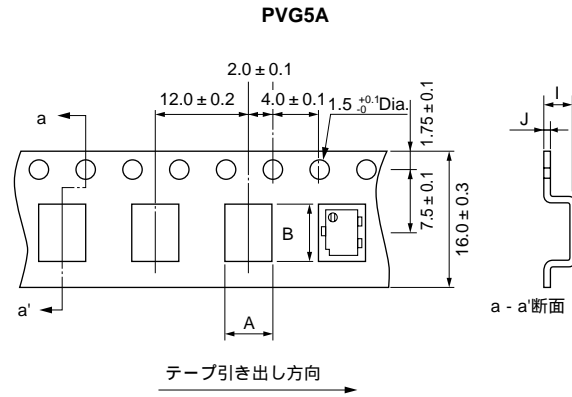 PVG5A
2.0 ± 0.1
12.0 ± 0.2
4.0 ± 0.1
1.5 +0.1 -0 Dia.
1.75 ± 0.1
I
J
a
7.5 ± 0.1
16.0 ± 0.3
B
a'
A
a - a'断面
テープ引き出し方向